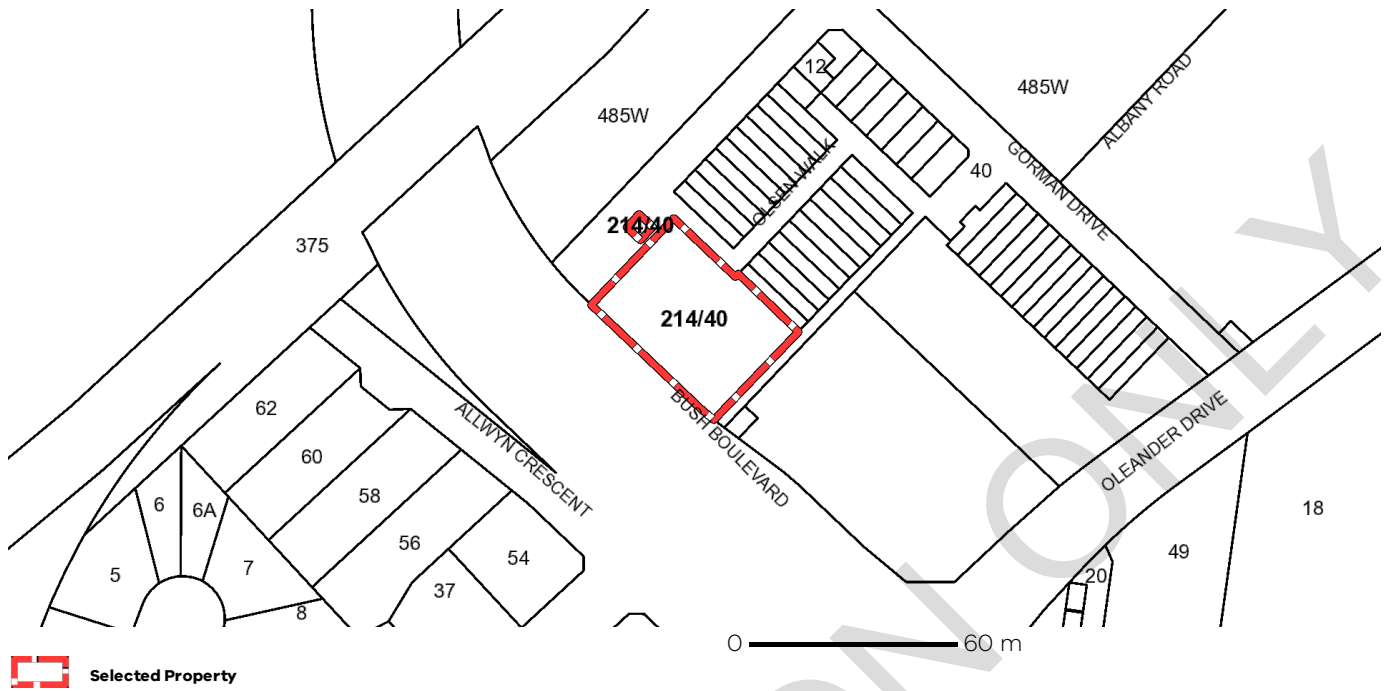 12
485W
485W
ALBANY ROAD
OLSEN WALK
40
GORMAN DRIVE
214/40
375
214/40
BUSH BOULEVARD
ALLWYN CRESCENT
OLEANDER DRIVE
62
60
58
56
54
6
6A
5
7
8
37
18
49
20
0 60 m
Selected Property
ON ONLY